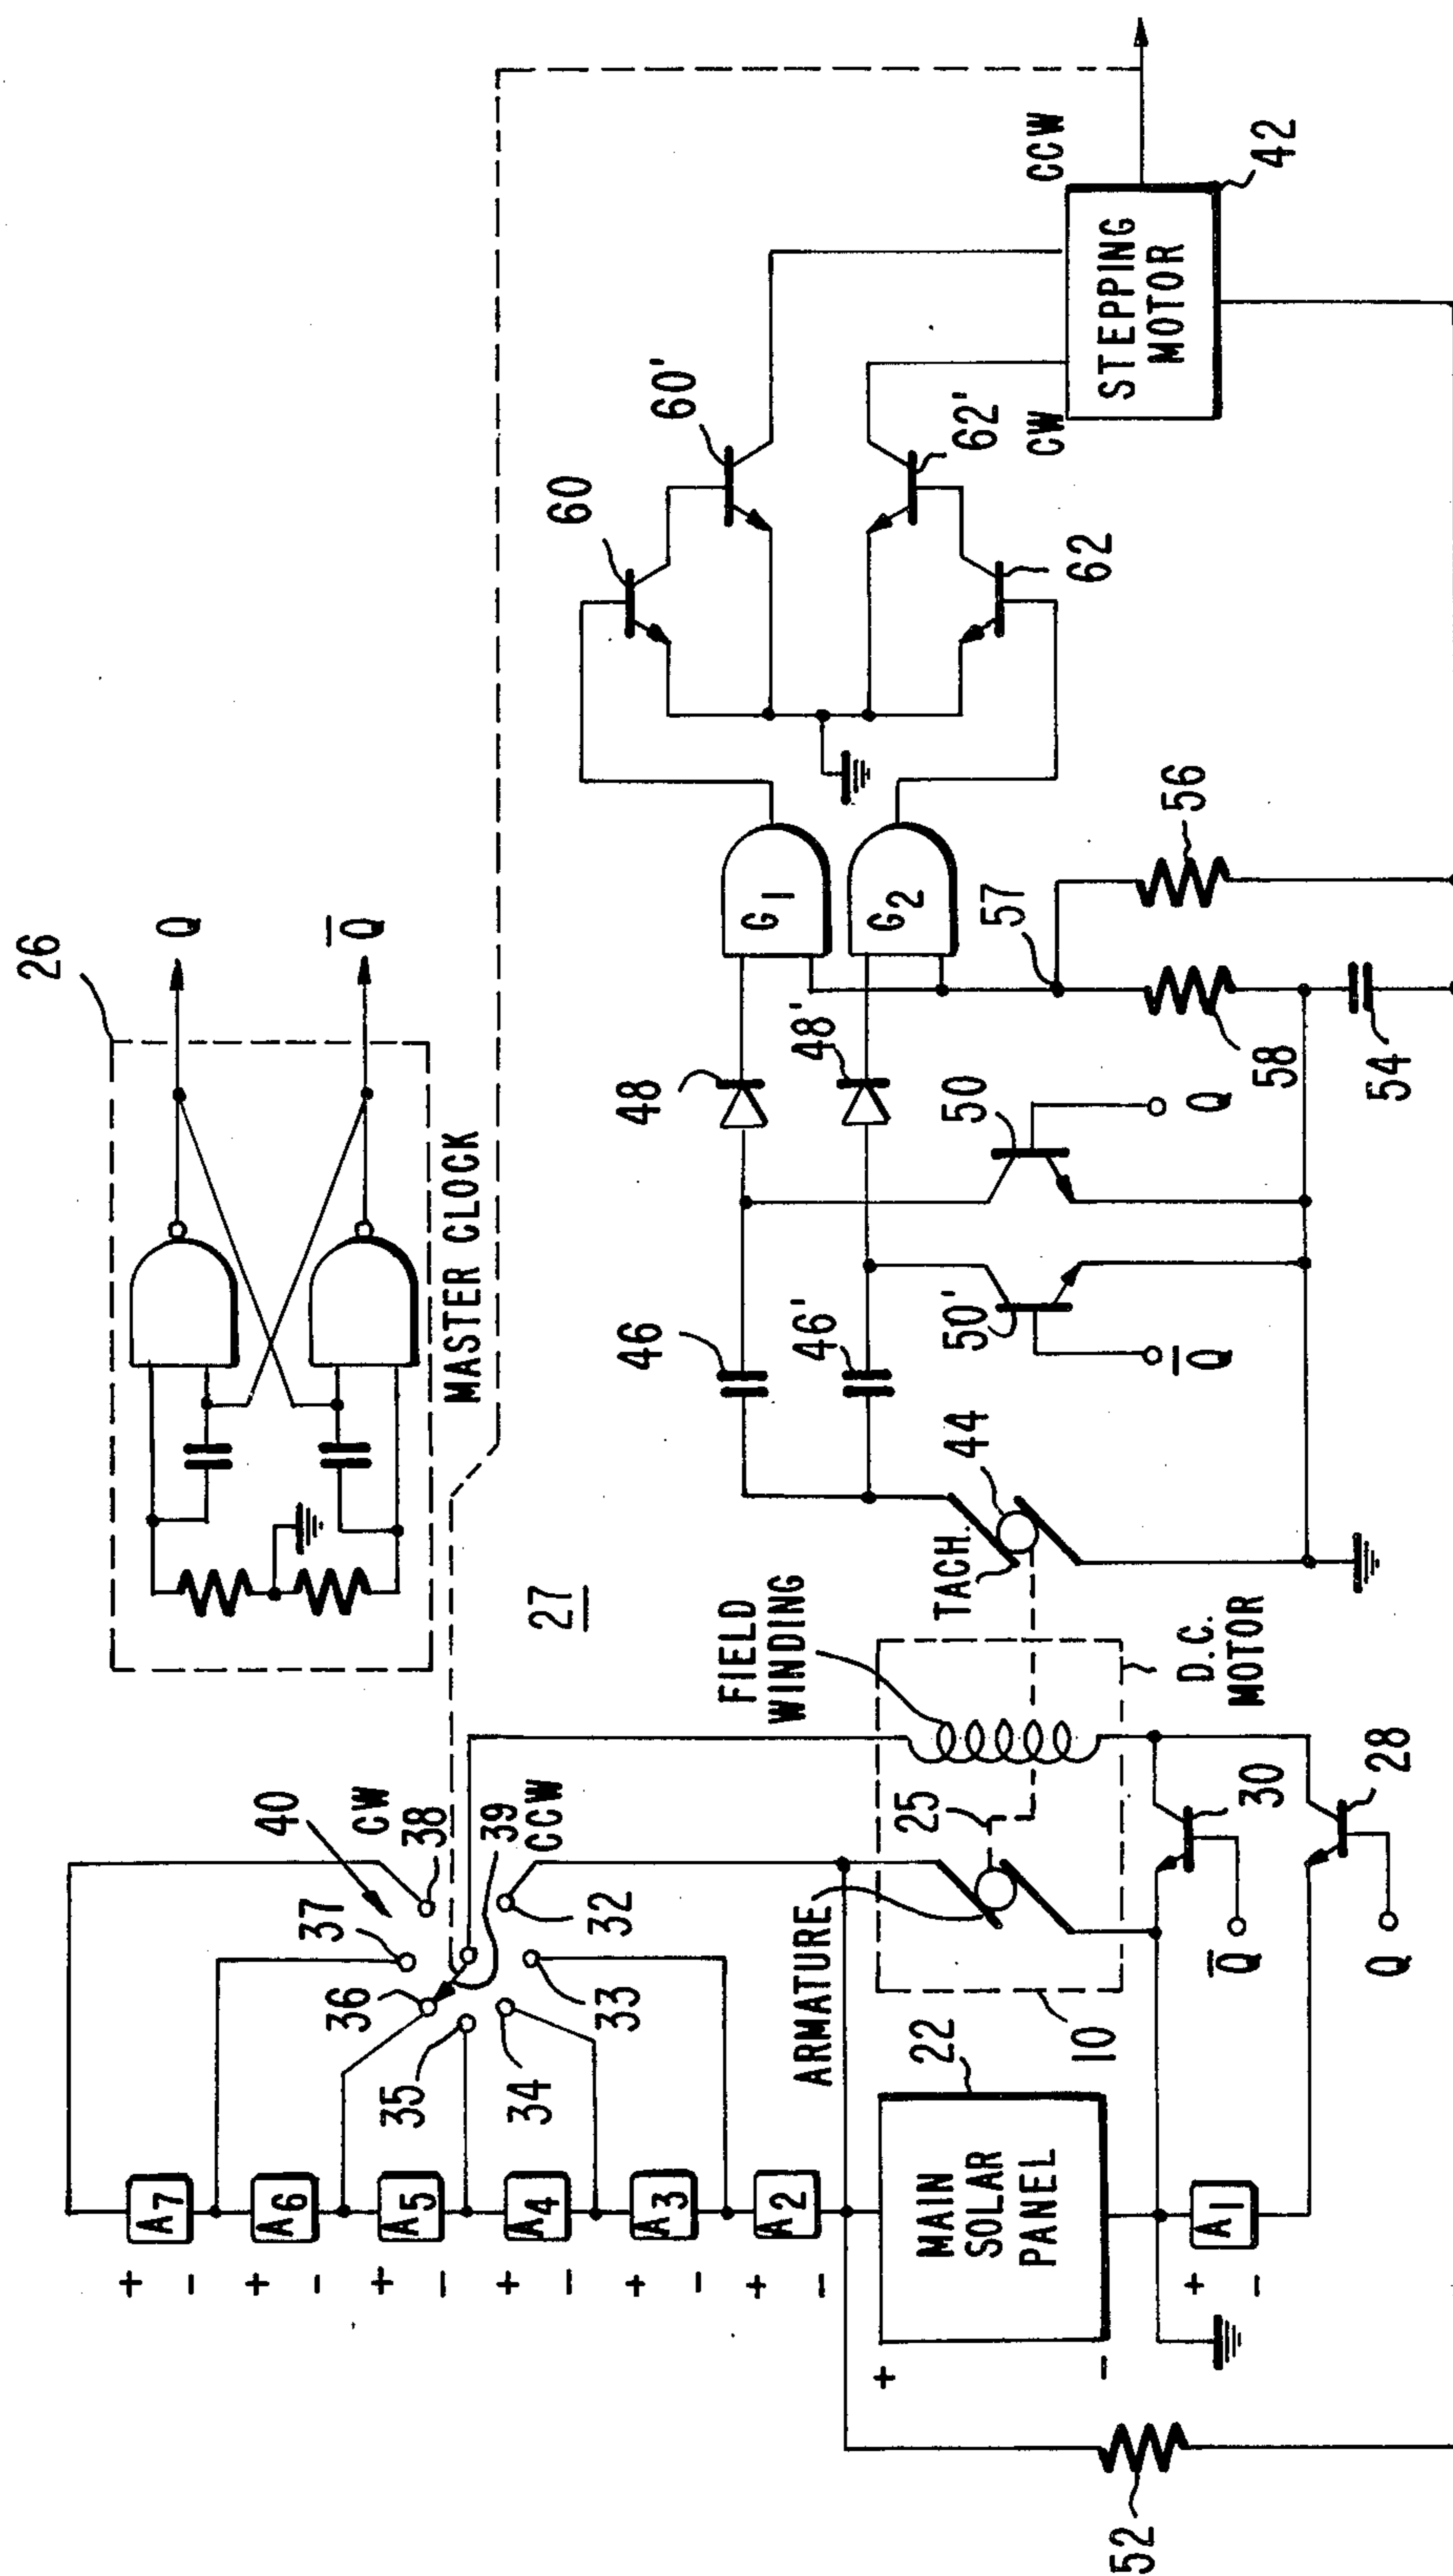 26
Q
Q̅
MASTER CLOCK
27
40
CW
38
37
36
39
CCW
35
34
33
32
+ A7 -
+ A6 -
+ A5 -
+ A4 -
+ A3 -
+ A2 -
+
-
MAIN
SOLAR
PANEL
22
+ A1 -
52
ARMATURE
25
10
FIELD
WINDING
D.C.
MOTOR
30
28
Q̅
Q
TACH.
44
46
46'
48
48'
50
50'
Q
Q̅
G1
G2
57
56
58
54
60
60'
62'
62
CW
CCW
STEPPING
MOTOR
42